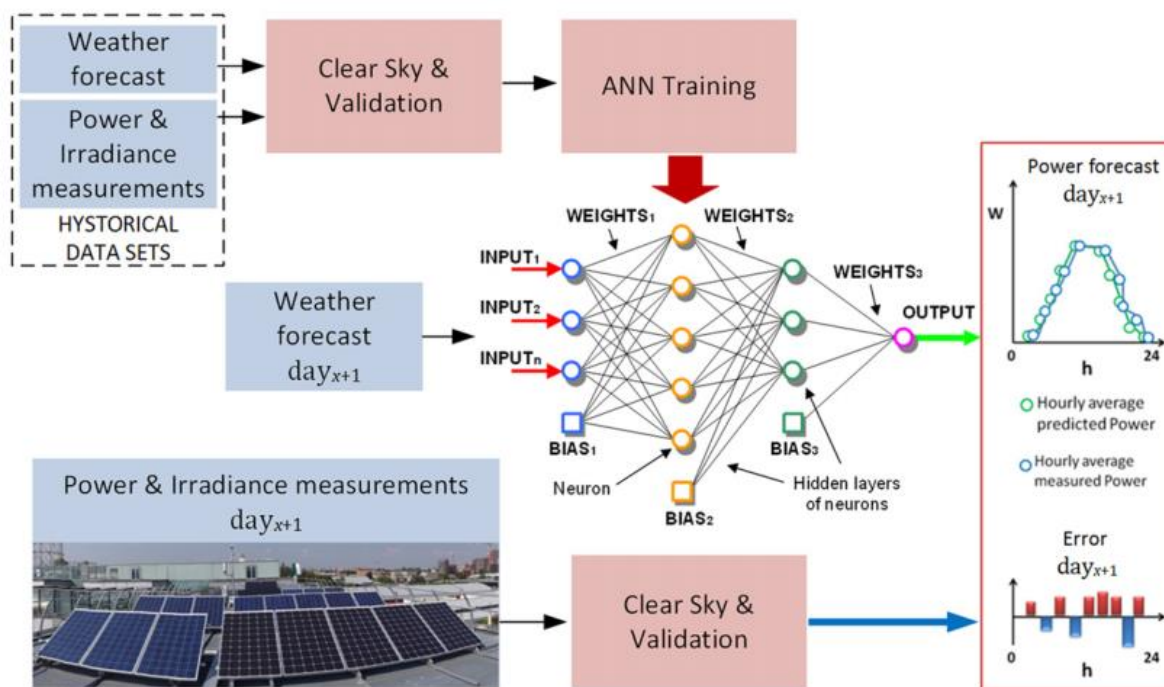 Weather
forecast
Power &
Irradiance
measurements
HYSTORICAL
DATA SETS
Clear Sky &
Validation
ANN Training
Weather
forecast
dayₓ₊₁
WEIGHTS₁
WEIGHTS₂
WEIGHTS₃
INPUT₁
INPUT₂
INPUTₙ
OUTPUT
BIAS₁
BIAS₂
BIAS₃
Neuron
Hidden layers
of neurons
Power & Irradiance measurements
dayₓ₊₁
Clear Sky &
Validation
Power forecast
dayₓ₊₁
W
0
24
h
Hourly average
predicted Power
Hourly average
measured Power
Error
dayₓ₊₁
0
24
h